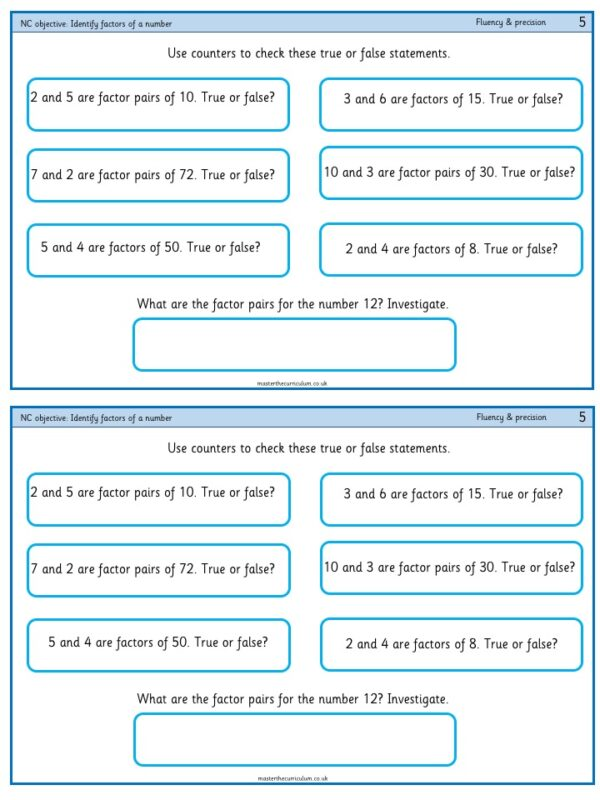 NC objective: Identify factors of a number
Fluency & precision
5
Use counters to check these true or false statements.
2 and 5 are factor pairs of 10. True or false?
3 and 6 are factors of 15. True or false?
7 and 2 are factor pairs of 72. True or false?
10 and 3 are factor pairs of 30. True or false?
5 and 4 are factors of 50. True or false?
2 and 4 are factors of 8. True or false?
What are the factor pairs for the number 12? Investigate.
masterthecurriculum.co.uk
NC objective: Identify factors of a number
Fluency & precision
5
Use counters to check these true or false statements.
2 and 5 are factor pairs of 10. True or false?
3 and 6 are factors of 15. True or false?
7 and 2 are factor pairs of 72. True or false?
10 and 3 are factor pairs of 30. True or false?
5 and 4 are factors of 50. True or false?
2 and 4 are factors of 8. True or false?
What are the factor pairs for the number 12? Investigate.
masterthecurriculum.co.uk